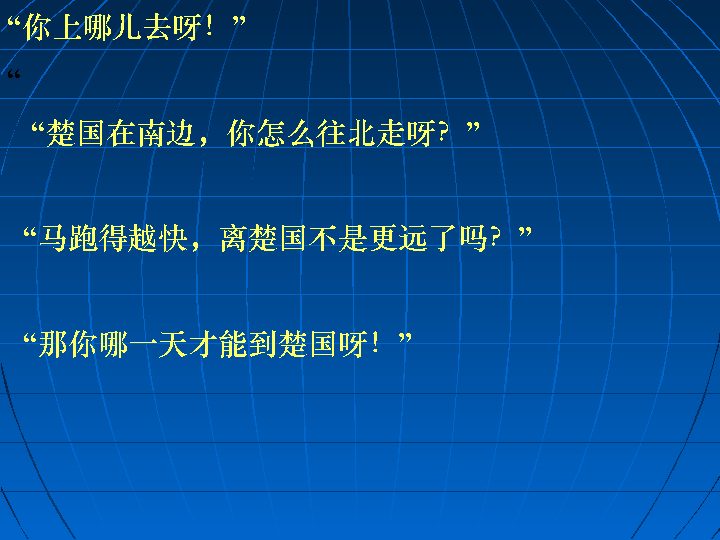 “你上哪儿去呀！”
“
“楚国在南边，你怎么往北走呀？”
“马跑得越快，离楚国不是更远了吗？”
“那你哪一天才能到楚国呀！”